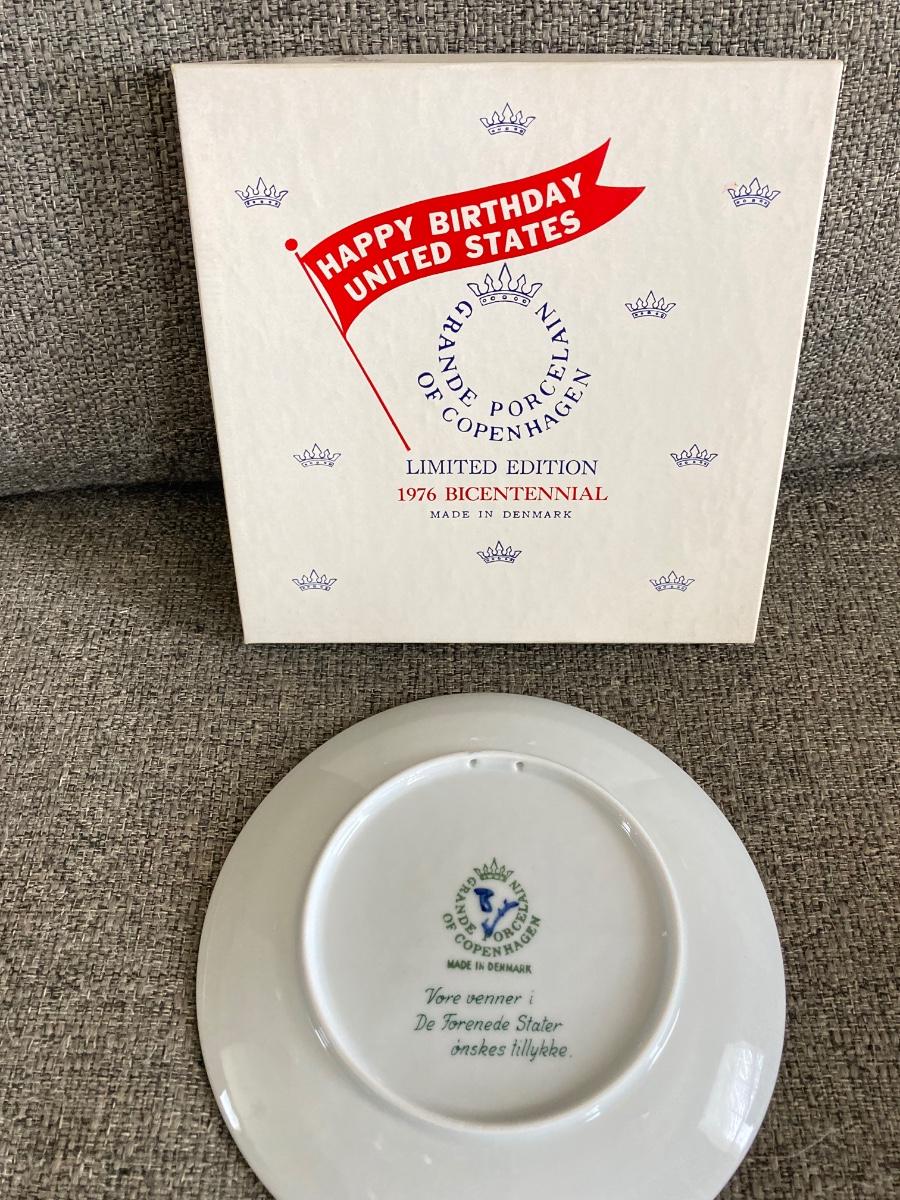 HAPPY BIRTHDAY
UNITED STATES
GRANDE PORCELAIN
OF COPENHAGEN
LIMITED EDITION
1976 BICENTENNIAL
MADE IN DENMARK
GRANDE PORCELAIN
OF COPENHAGEN
MADE IN DENMARK
Vore venner i
De Forenede Stater
ønskes tillykke.